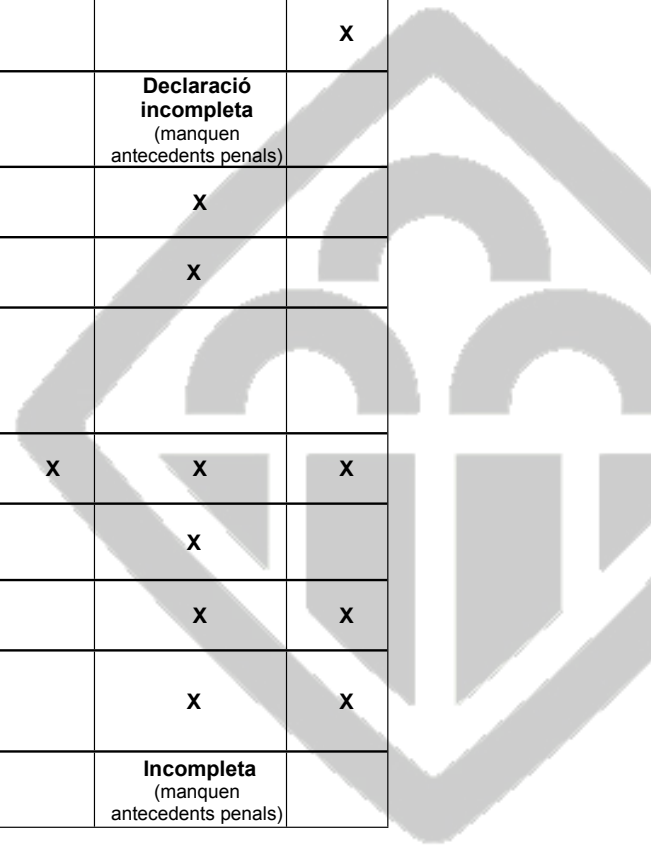 X
Declaració
incompleta
(manquen
antecedents penals)
X
X
X X X
X
X X
X X
Incompleta
(manquen
antecedents penals)